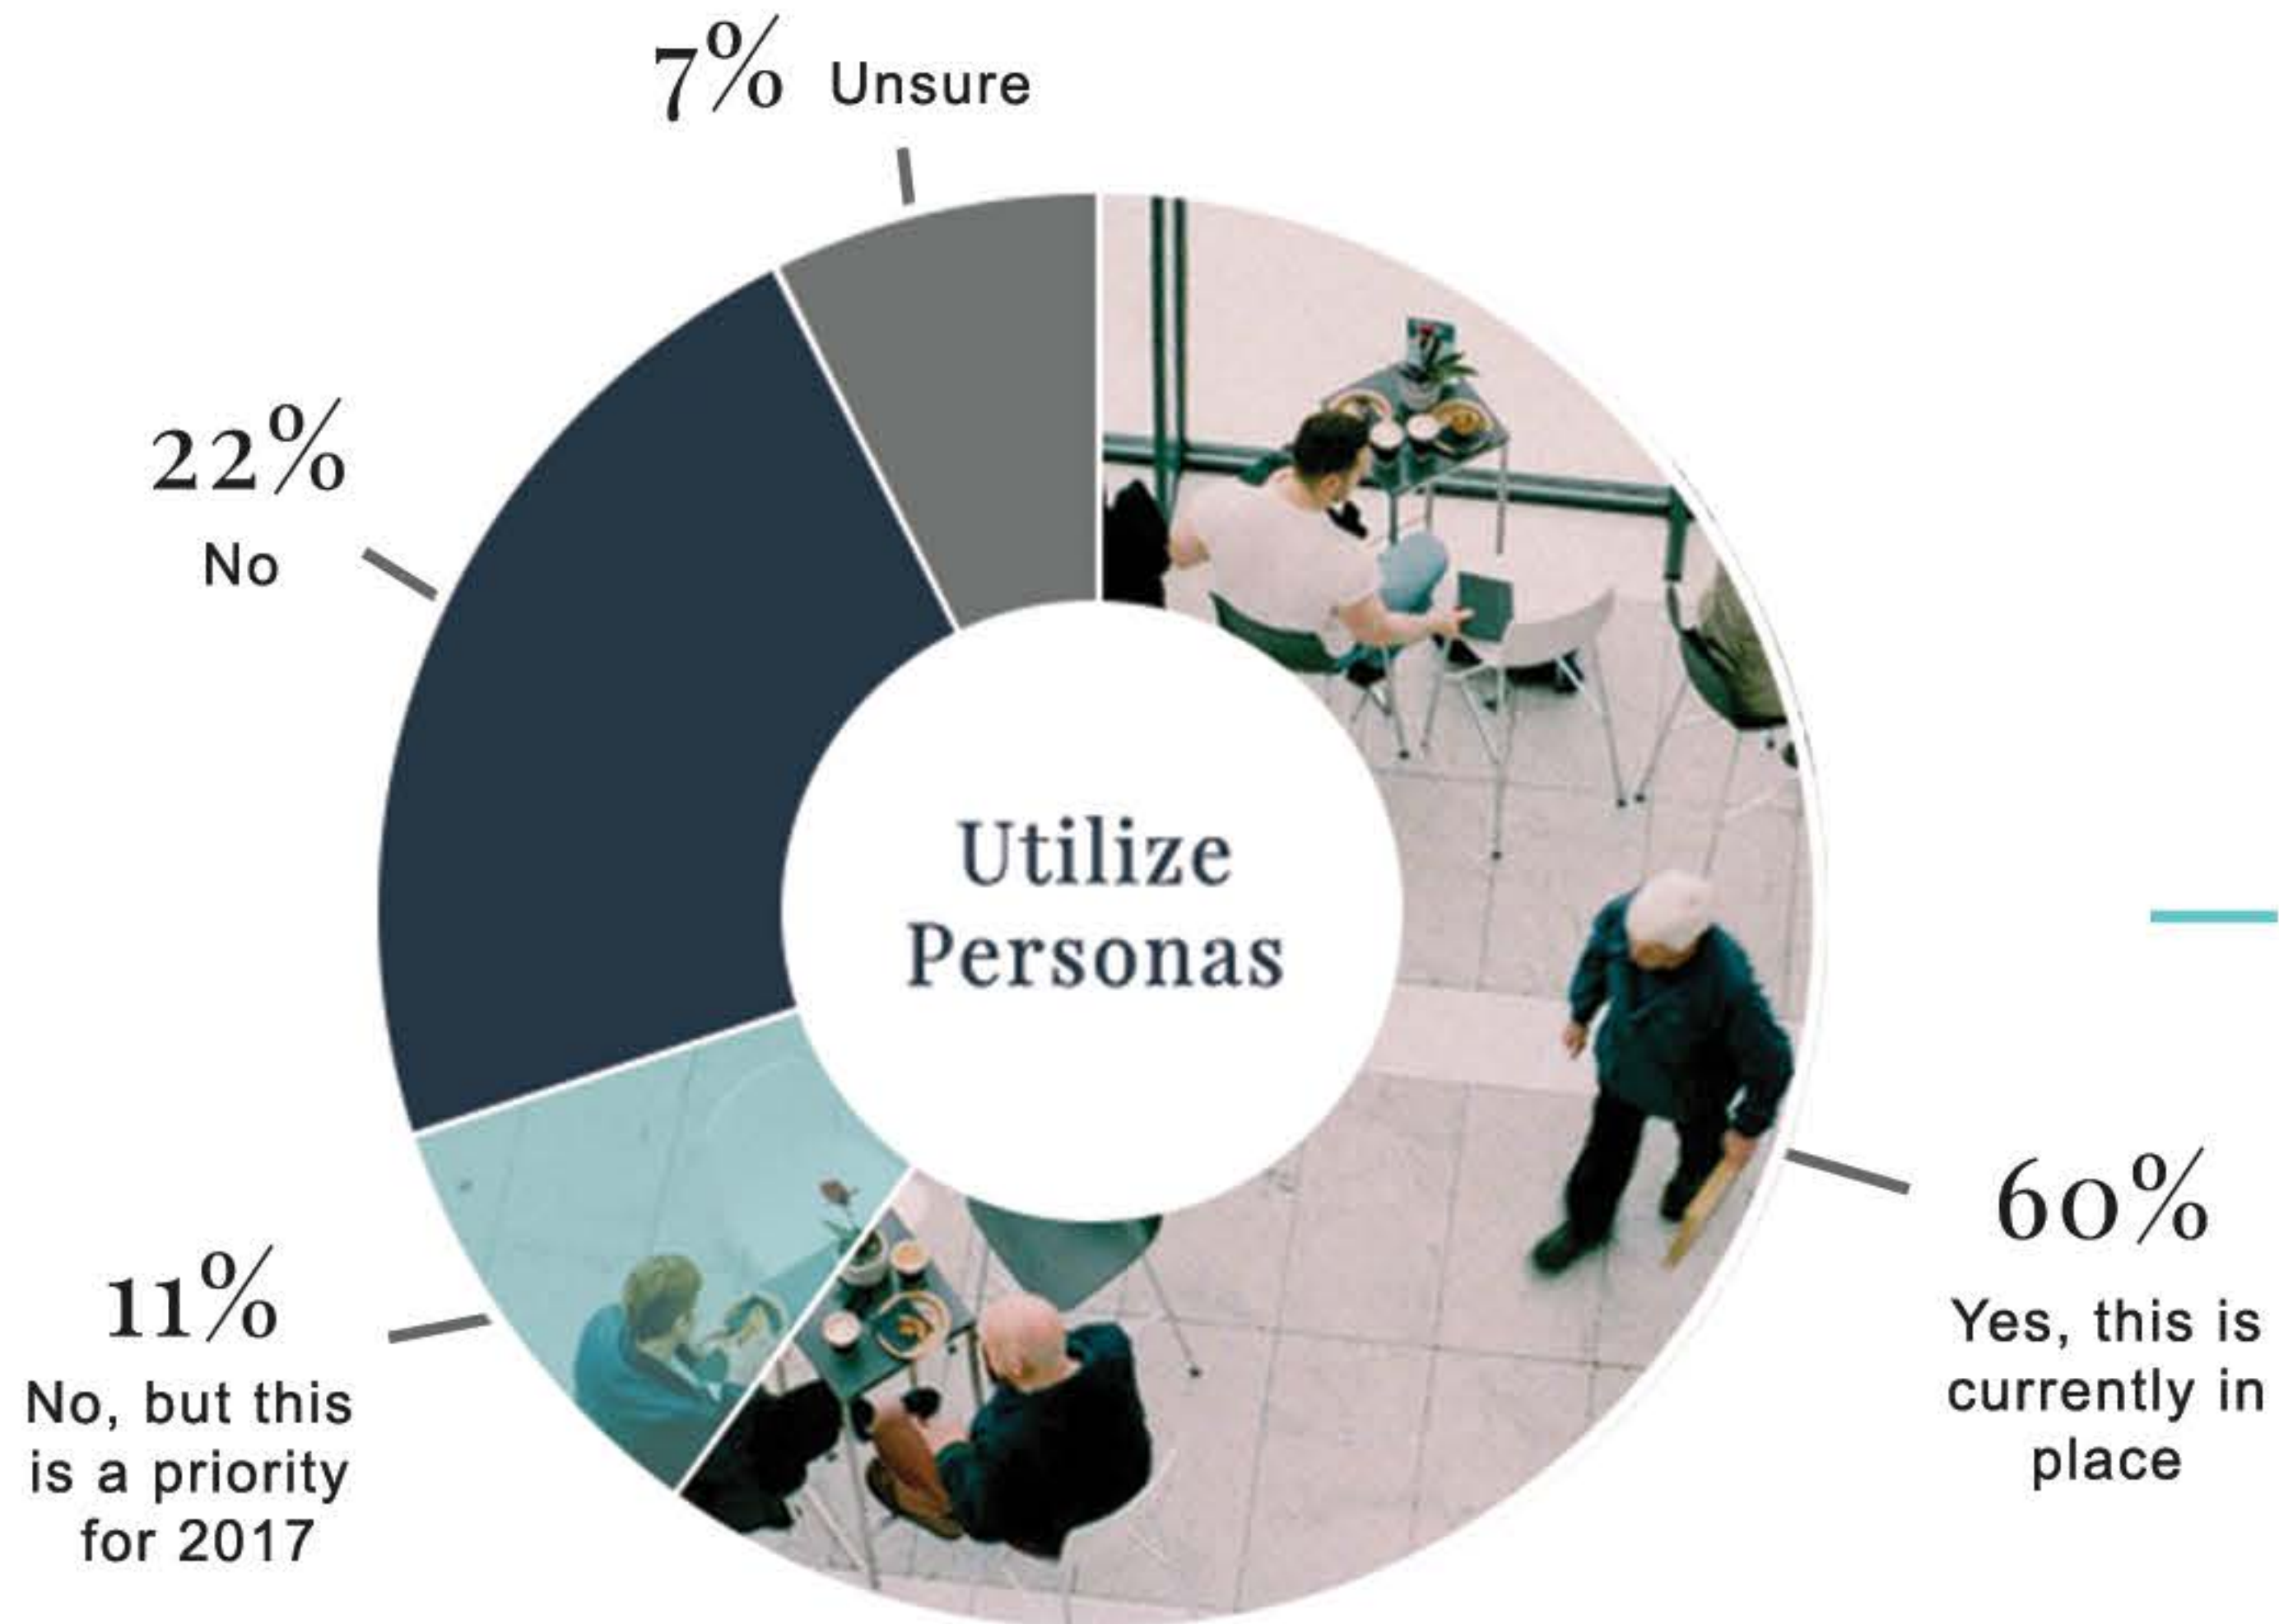 7% Unsure
22%
No
Utilize
Personas
60%
Yes, this is
currently in
place
11%
No, but this
is a priority
for 2017